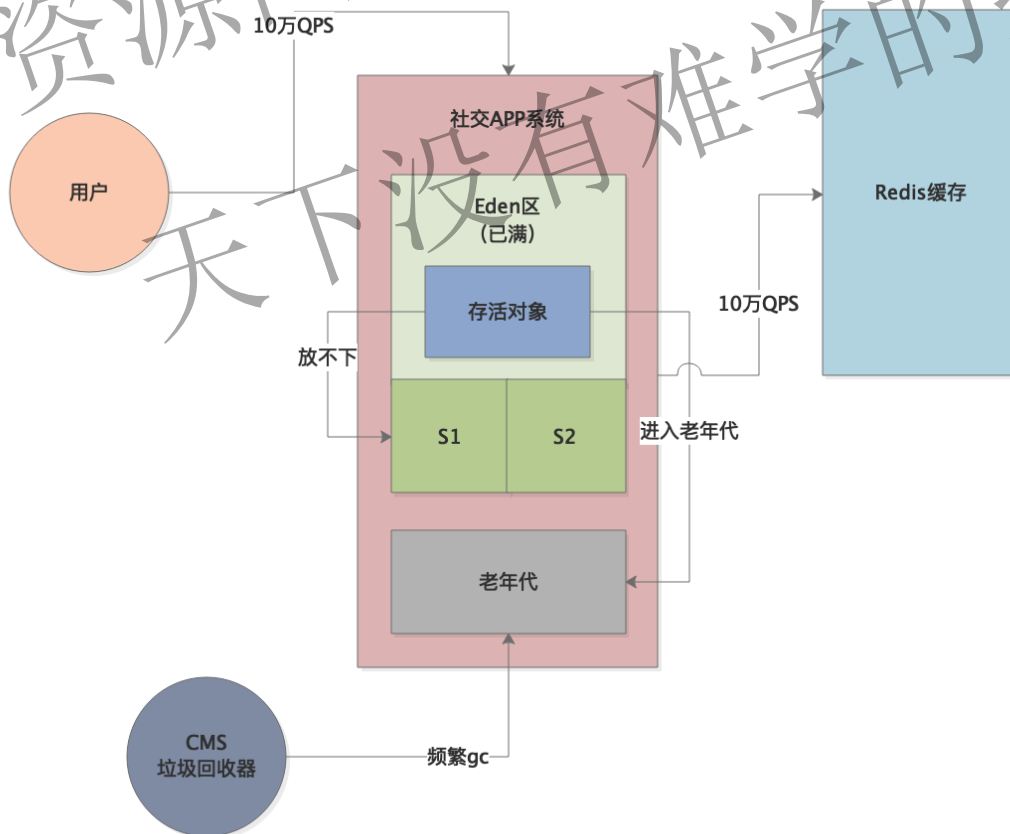 资源
天下没有难学的
10万QPS
社交APP系统
用户
Eden区
（已满）
Redis缓存
存活对象
10万QPS
放不下
S1
S2
进入老年代
老年代
CMS
垃圾回收器
频繁gc